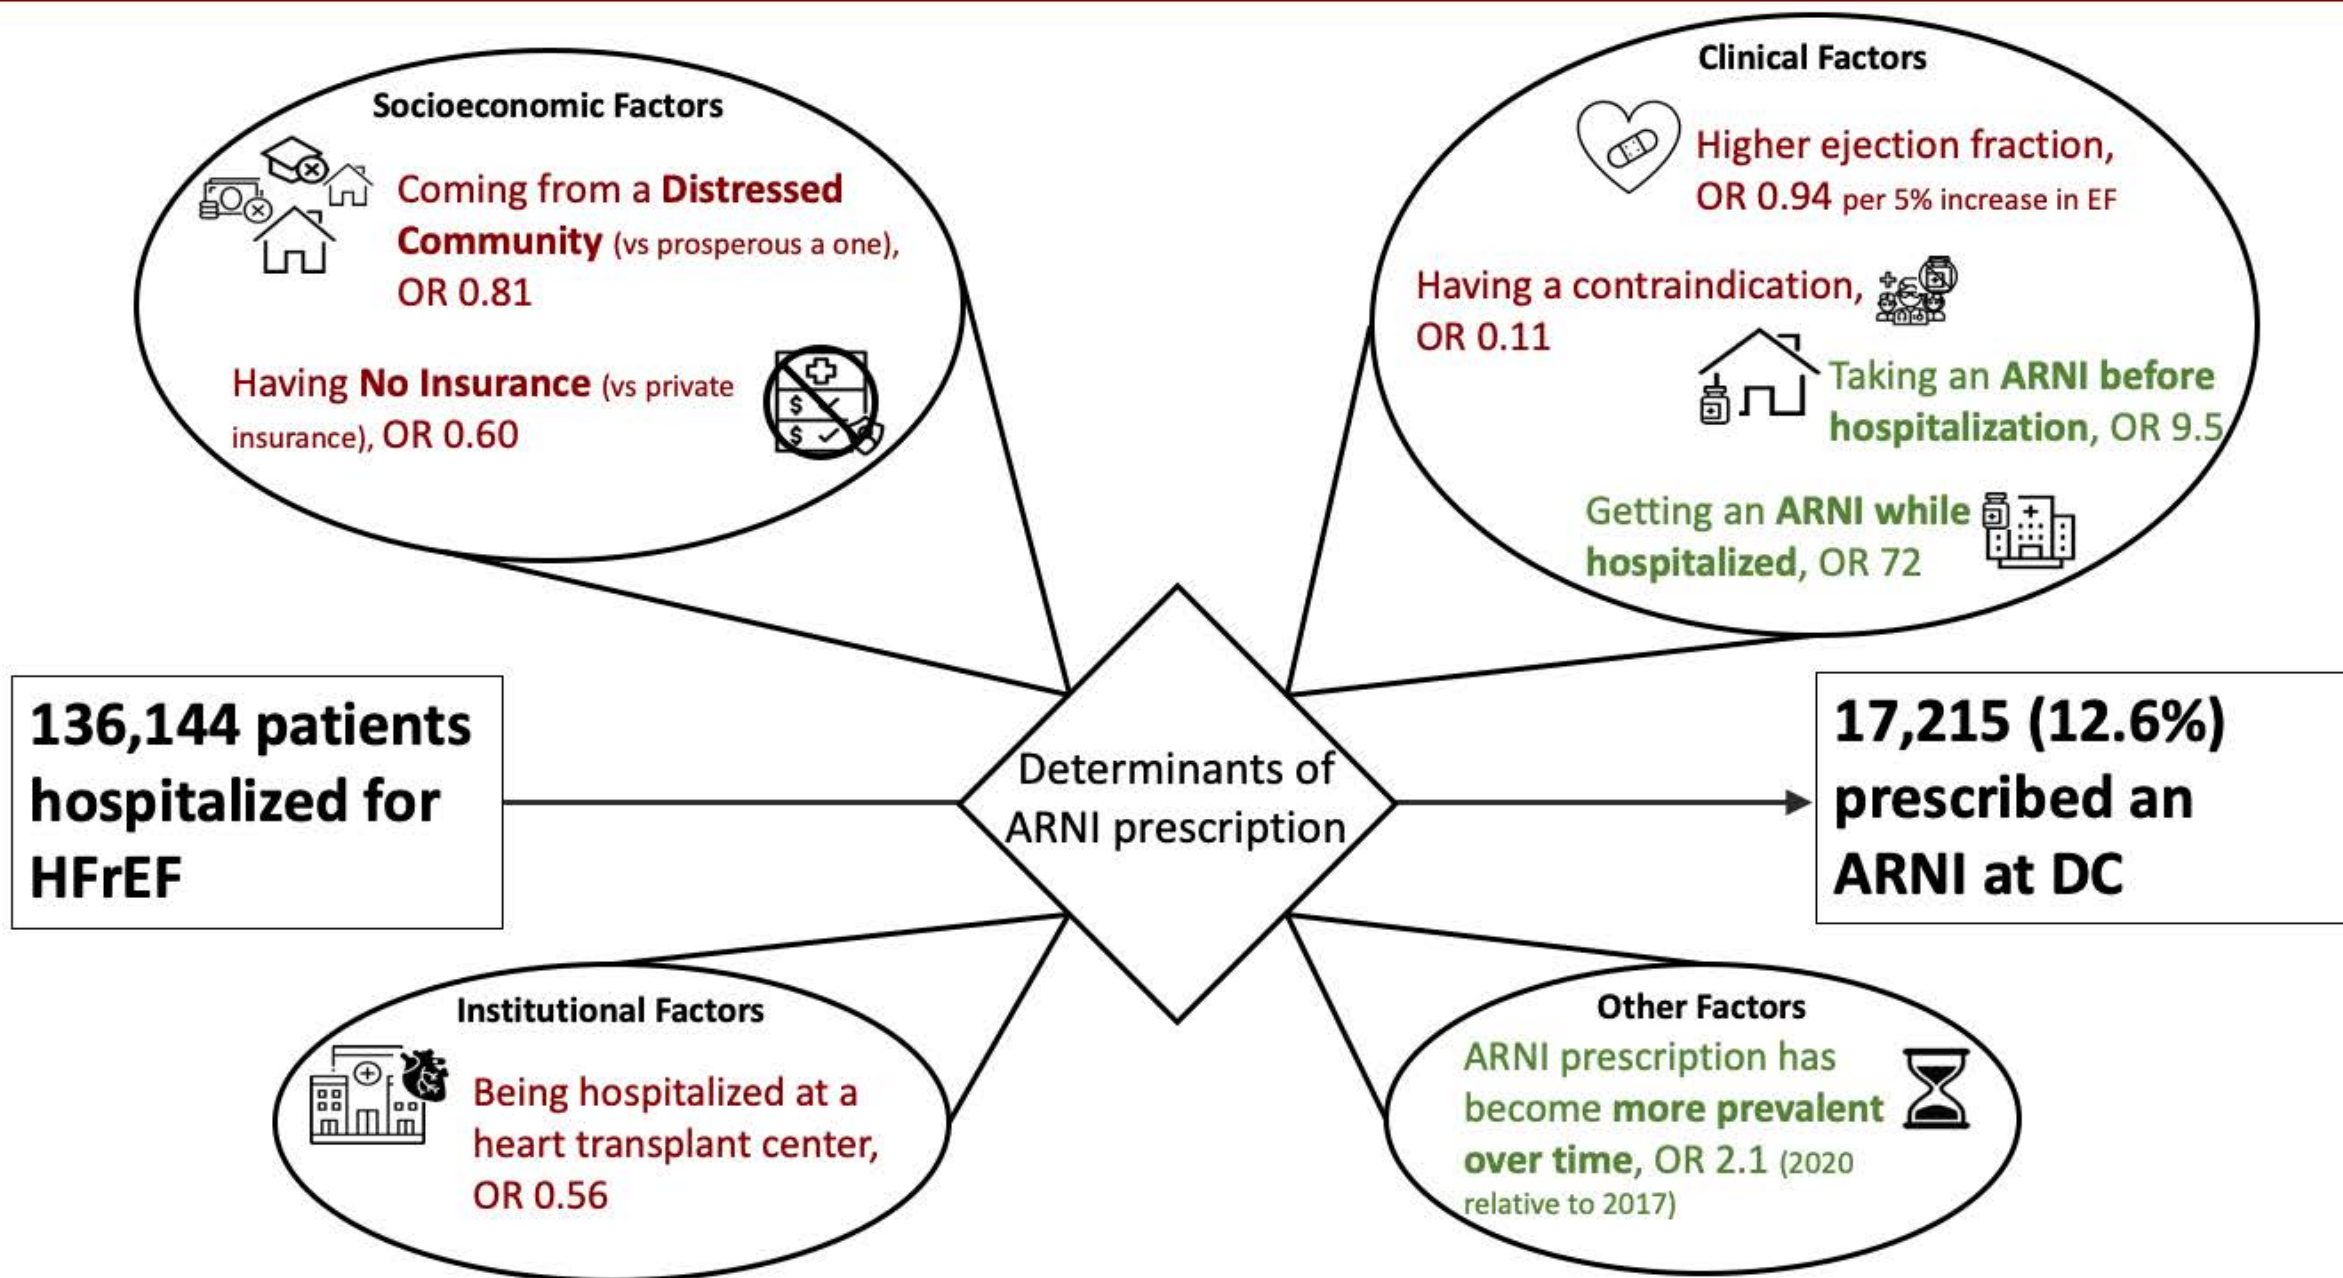 Socioeconomic Factors
Coming from a Distressed
Community (vs prosperous a one),
OR 0.81
Having No Insurance (vs private
insurance), OR 0.60
Clinical Factors
Higher ejection fraction,
OR 0.94 per 5% increase in EF
Having a contraindication,
OR 0.11
Taking an ARNI before
hospitalization, OR 9.5
Getting an ARNI while
hospitalized, OR 72
136,144 patients
hospitalized for
HFrEF
Determinants of
ARNI prescription
17,215 (12.6%)
prescribed an
ARNI at DC
Institutional Factors
Being hospitalized at a
heart transplant center,
OR 0.56
Other Factors
ARNI prescription has
become more prevalent
over time, OR 2.1 (2020
relative to 2017)